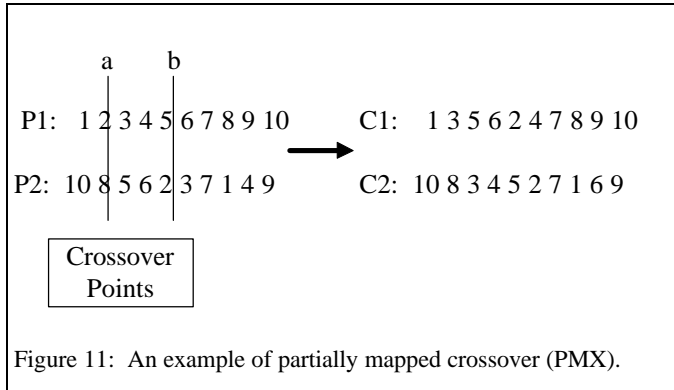 a b
P1: 1 2 3 4 5 6 7 8 9 10 C1: 1 3 5 6 2 4 7 8 9 10
P2: 10 8 5 6 2 3 7 1 4 9 C2: 10 8 3 4 5 2 7 1 6 9
Crossover
Points
Figure 11: An example of partially mapped crossover (PMX).